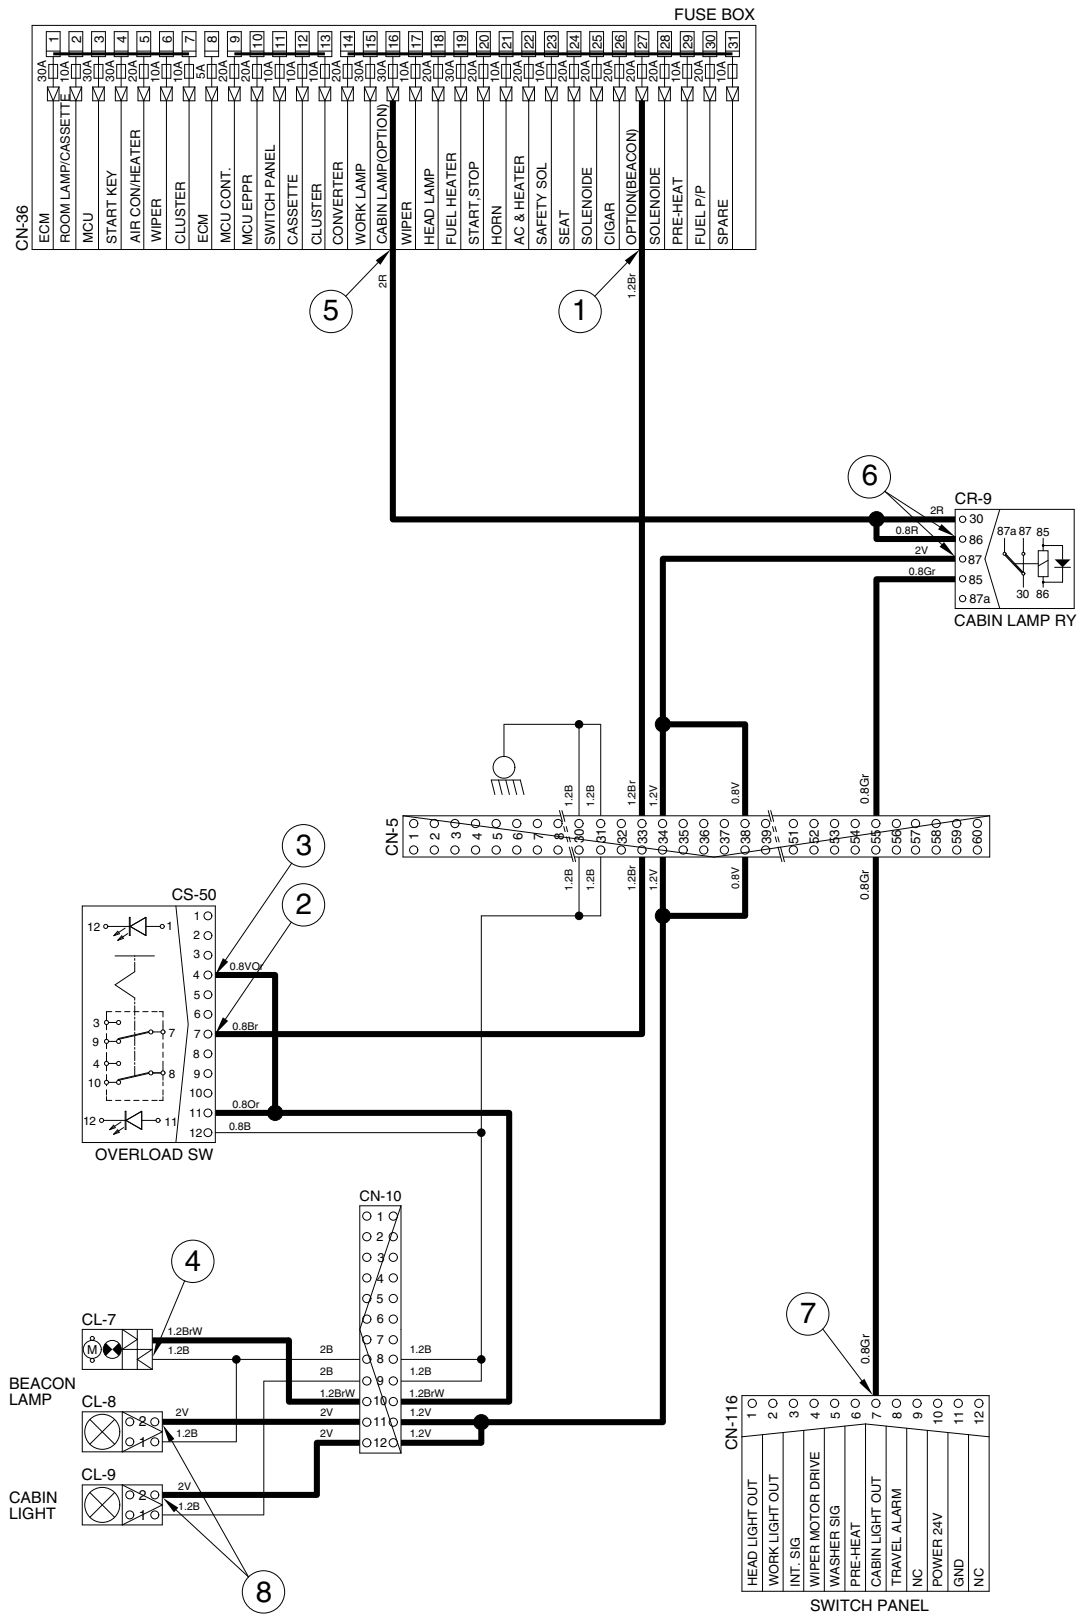 FUSE BOX
1 2 3 4 5 6 7 8 9 10 11 12 13 14 15 16 17 18 19 20 21 22 23 24 25 26 27 28 29 30 31
30A 10A 30A 30A 20A 10A 10A 5A 20A 20A 10A 10A 10A 20A 30A 30A 10A 20A 30A 20A 20A 20A 10A 20A 20A 20A 20A 20A 10A 20A 10A
CN-36
ECM
ROOM LAMP/CASSETTE
MCU
START KEY
AIR CON/HEATER
WIPER
CLUSTER
ECM
MCU CONT.
MCU EPPR
SWITCH PANEL
CASSETTE
CLUSTER
CONVERTER
WORK LAMP
CABIN LAMP(OPTION)
WIPER
HEAD LAMP
FUEL HEATER
START,STOP
HORN
AC & HEATER
SAFETY SOL
SEAT
SOLENOIDE
CIGAR
OPTION(BEACON)
SOLENOIDE
PRE-HEAT
FUEL P/P
SPARE
2R
1.2Br
5
1
6
CR-9
2R
30
0.8R
86
2V
87
0.8Gr
85
87a
87a 87 85
30 86
CABIN LAMP RY
1.2B 1.2B 1.2Br 1.2V 0.8V 0.8Gr
CN-5
1 2 3 4 5 6 7 8 30 31 32 33 34 35 36 37 38 39 51 52 53 54 55 56 57 58 59 60
1.2B 1.2B 1.2Br 1.2V 0.8V 0.8Gr
3
2
CS-50
12 1
3
9
7
4
10
8
12 11
1
2
3
4
5
6
7
8
9
10
11
12
0.8VOr
0.8Br
0.8Or
0.8B
OVERLOAD SW
CN-10
1
2
3
4
5
6
7
8
9
10
11
12
4
CL-7
M
1.2BrW
1.2B
2B
1.2B
2B
1.2B
1.2BrW
1.2BrW
2V
1.2V
2V
1.2V
BEACON
LAMP
CL-8
2
1
2V
1.2B
CL-9
2
1
2V
1.2B
CABIN
LIGHT
8
7
0.8Gr
CN-116
1 2 3 4 5 6 7 8 9 10 11 12
HEAD LIGHT OUT
WORK LIGHT OUT
INT. SIG
WIPER MOTOR DRIVE
WASHER SIG
PRE-HEAT
CABIN LIGHT OUT
TRAVEL ALARM
NC
POWER 24V
GND
NC
SWITCH PANEL